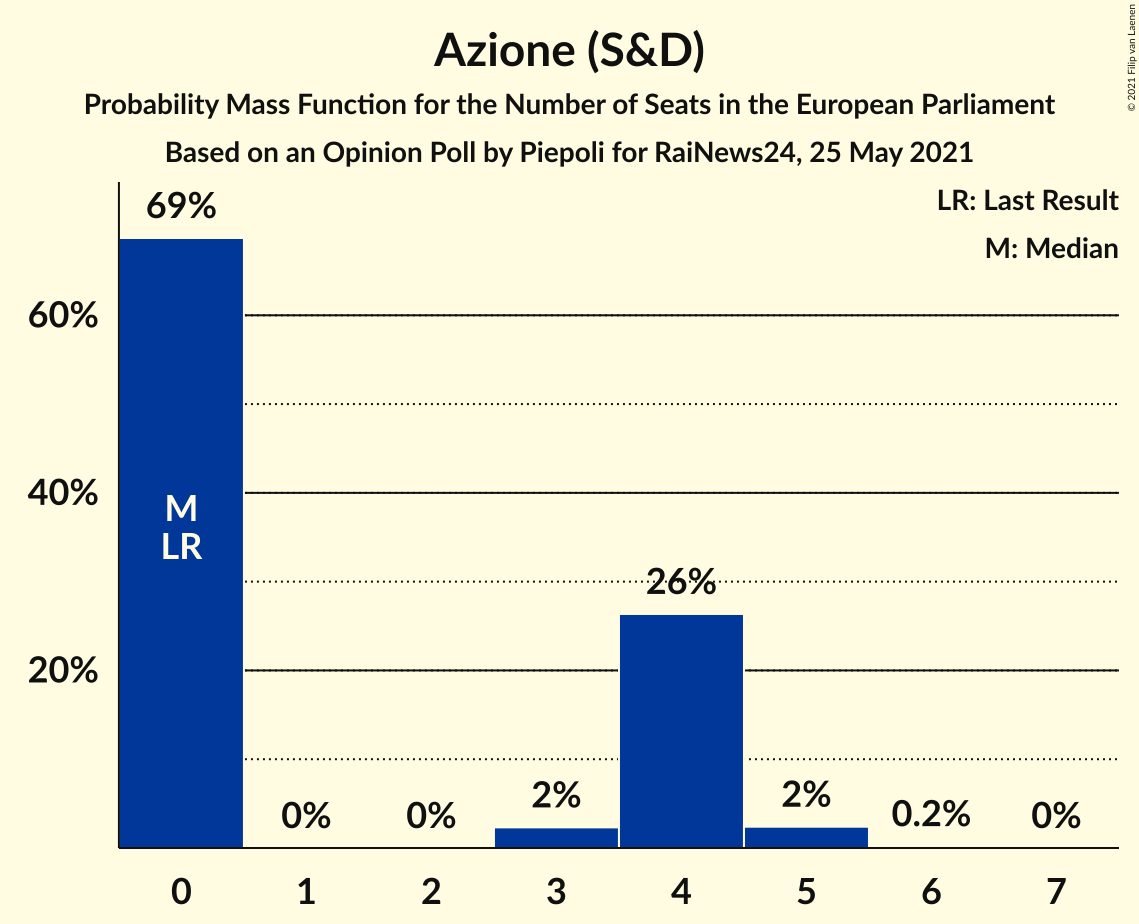 Azione (S&D)
Probability Mass Function for the Number of Seats in the European Parliament
Based on an Opinion Poll by Piepoli for RaiNews24, 25 May 2021
© 2021 Filip van Laenen
LR: Last Result
M: Median
69%
60%
40%
20%
M
LR
0%
0%
2%
26%
2%
0.2%
0%
0
1
2
3
4
5
6
7